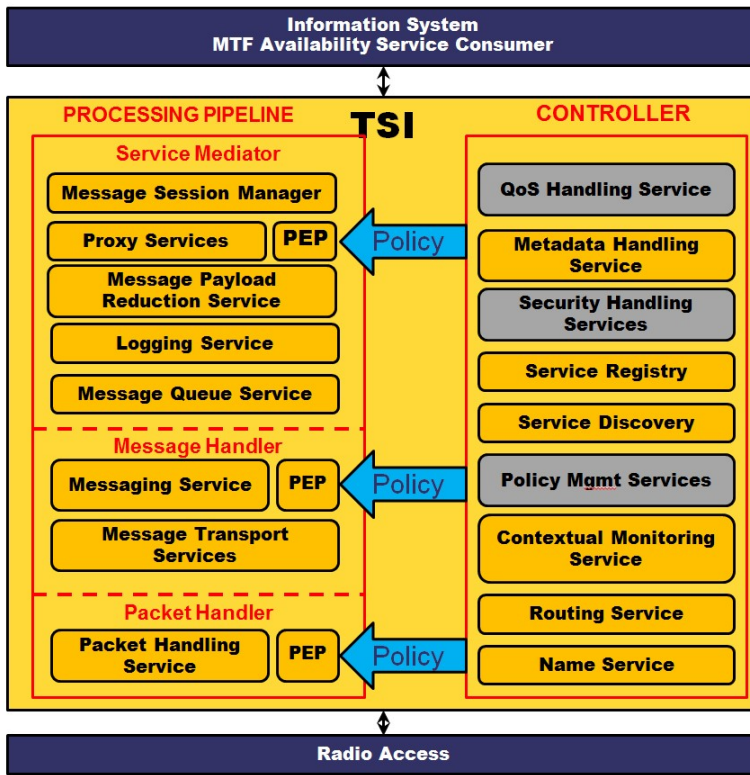 Information System
MTF Availability Service Consumer
PROCESSING PIPELINE
TSI
CONTROLLER
Service Mediator
Message Session Manager
Proxy Services
PEP
Policy
Message Payload
Reduction Service
Logging Service
Message Queue Service
Message Handler
Messaging Service
PEP
Policy
Message Transport
Services
Packet Handler
Packet Handling
Service
PEP
Policy
QoS Handling Service
Metadata Handling
Service
Security Handling
Services
Service Registry
Service Discovery
Policy Mgmt Services
Contextual Monitoring
Service
Routing Service
Name Service
Radio Access